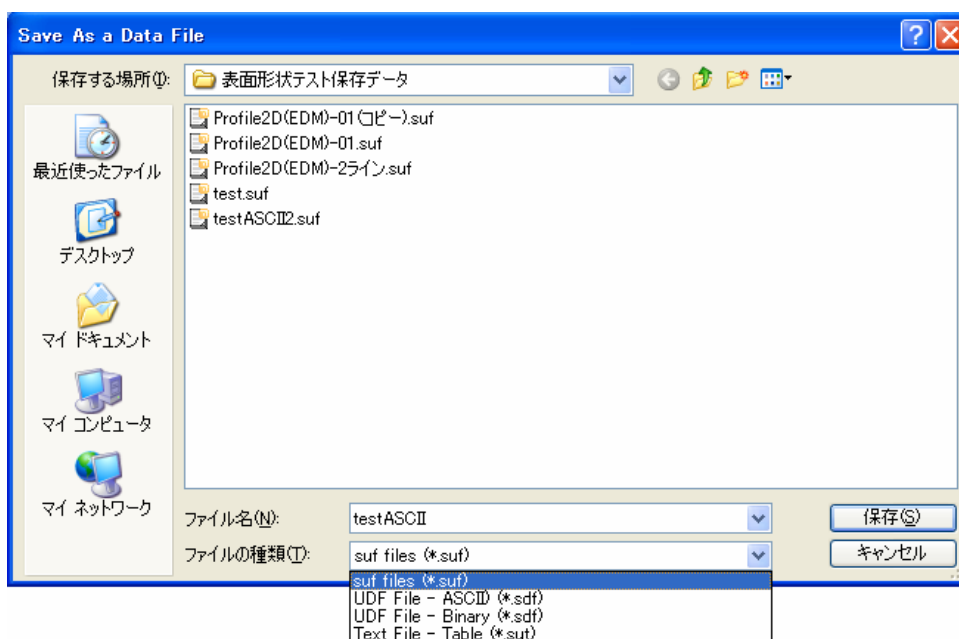 Save As a Data File
保存する場所(I):
表面形状テスト保存データ
最近使ったファイル
デスクトップ
マイ ドキュメント
マイ コンピュータ
マイ ネットワーク
Profile2D(EDM)-01(コピー).suf
Profile2D(EDM)-01.suf
Profile2D(EDM)-2ライン.suf
test.suf
testASCII2.suf
ファイル名(N):
testASCII
保存(S)
ファイルの種類(T):
suf files (*.suf)
キャンセル
suf files (*.suf)
UDF File - ASCII) (*.sdf)
UDF File - Binary (*.sdf)
Text File - Table (*.sut)